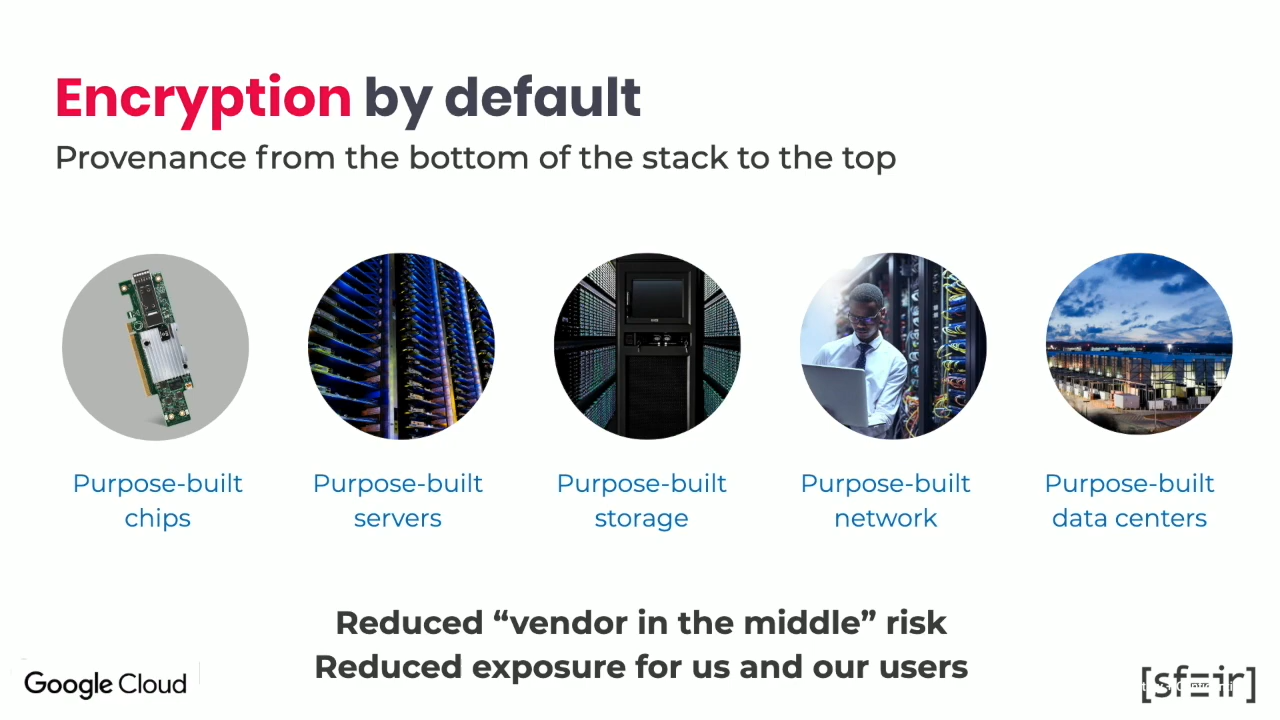 Encryption by default
Provenance from the bottom of the stack to the top
Purpose-built
chips
Purpose-built
servers
Purpose-built
storage
Purpose-built
network
Purpose-built
data centers
Reduced “vendor in the middle” risk
Reduced exposure for us and our users
Google Cloud
[sfeir]